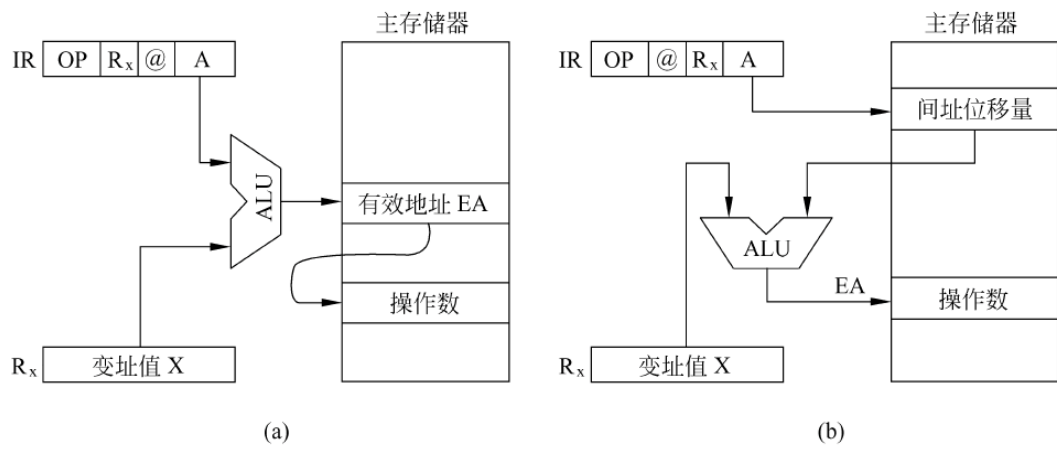 主存储器
IR OP Rx @ A
ALU
有效地址 EA
操作数
Rx 变址值 X
(a)
主存储器
IR OP @ Rx A
间址位移量
ALU
EA
操作数
Rx 变址值 X
(b)